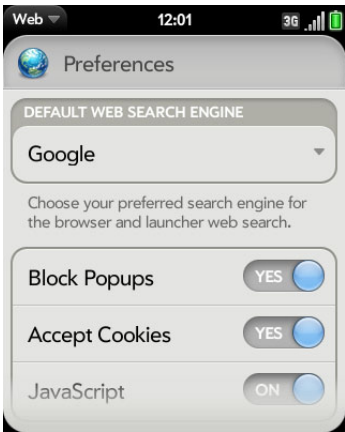 Web 12:01 3G
Preferences
DEFAULT WEB SEARCH ENGINE
Google
Choose your preferred search engine for
the browser and launcher web search.
Block Popups YES
Accept Cookies YES
JavaScript ON